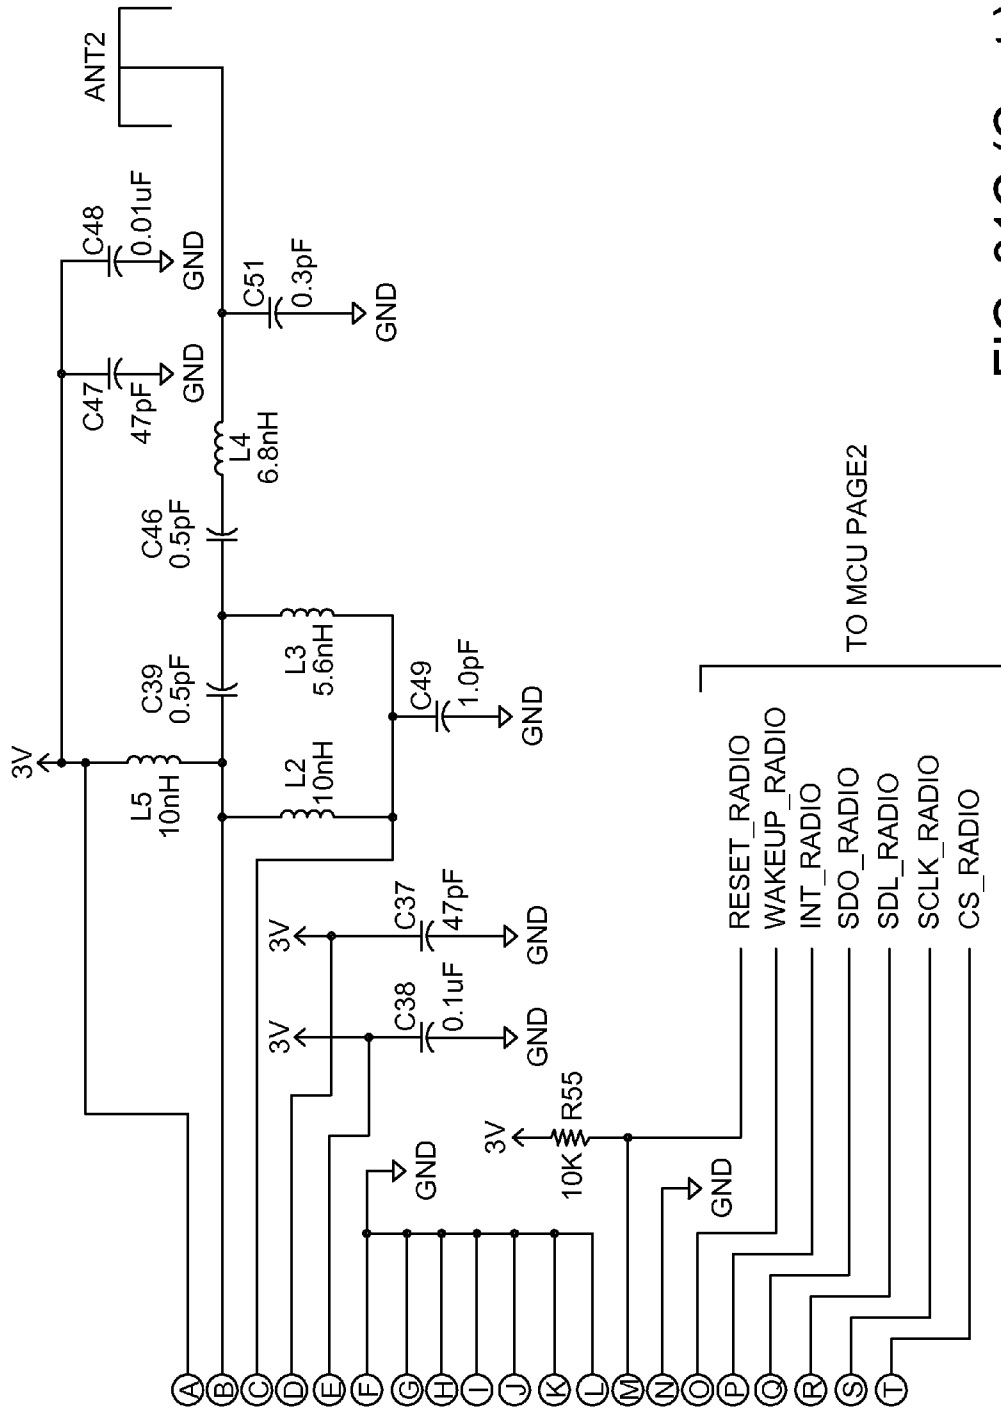 3V
ANT2
C47
47pF
C48
0.01uF
GND
GND
L5
10nH
C39
0.5pF
C46
0.5pF
L4
6.8nH
C51
0.3pF
GND
L2
10nH
L3
5.6nH
C49
1.0pF
GND
3V
3V
C38
0.1uF
C37
47pF
GND
GND
GND
3V
10K
R55
GND
A
B
C
D
E
F
G
H
I
J
K
L
M
N
O
P
Q
R
S
T
RESET_RADIO
WAKEUP_RADIO
INT_RADIO
SDO_RADIO
SDL_RADIO
SCLK_RADIO
CS_RADIO
TO MCU PAGE2